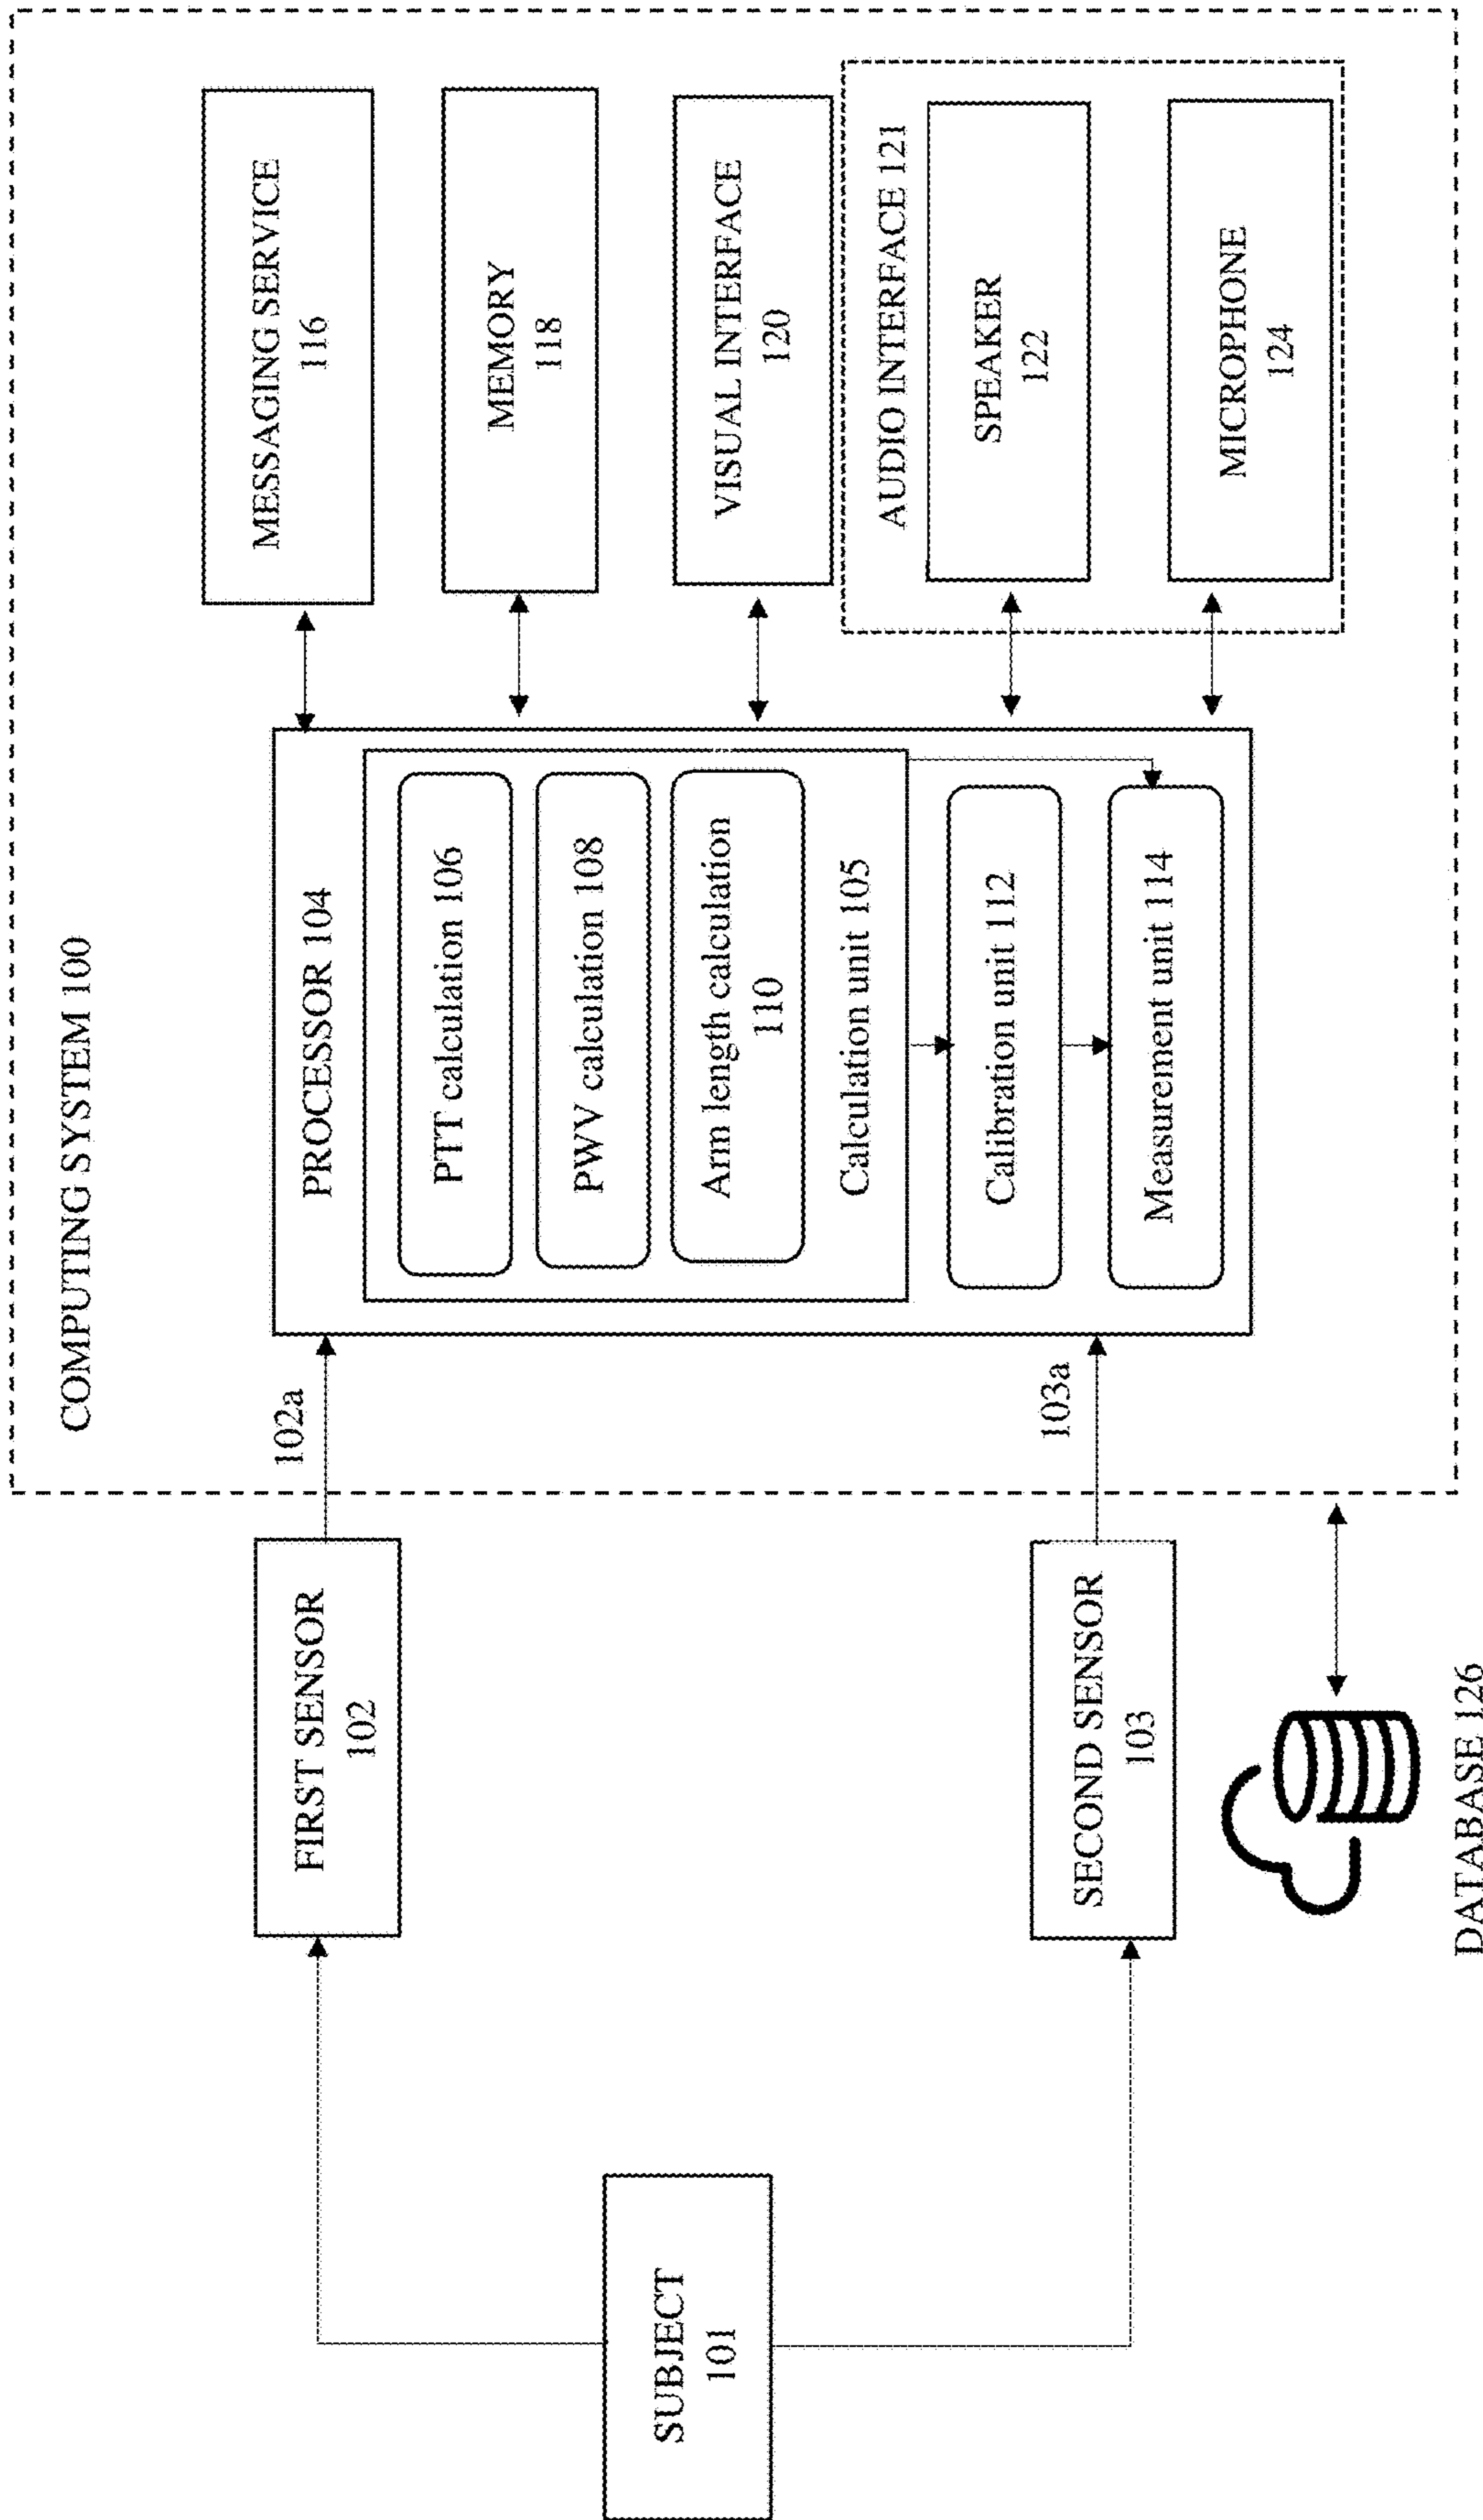 COMPUTING SYSTEM 100
SUBJECT
101
FIRST SENSOR
102
SECOND SENSOR
103
DATABASE 126
102a
103a
PROCESSOR 104
PTT calculation 106
PWV calculation 108
Arm length calculation
110
Calculation unit 105
Calibration unit 112
Measurement unit 114
MESSAGING SERVICE
116
MEMORY
118
VISUAL INTERFACE
120
AUDIO INTERFACE 121
SPEAKER
122
MICROPHONE
124